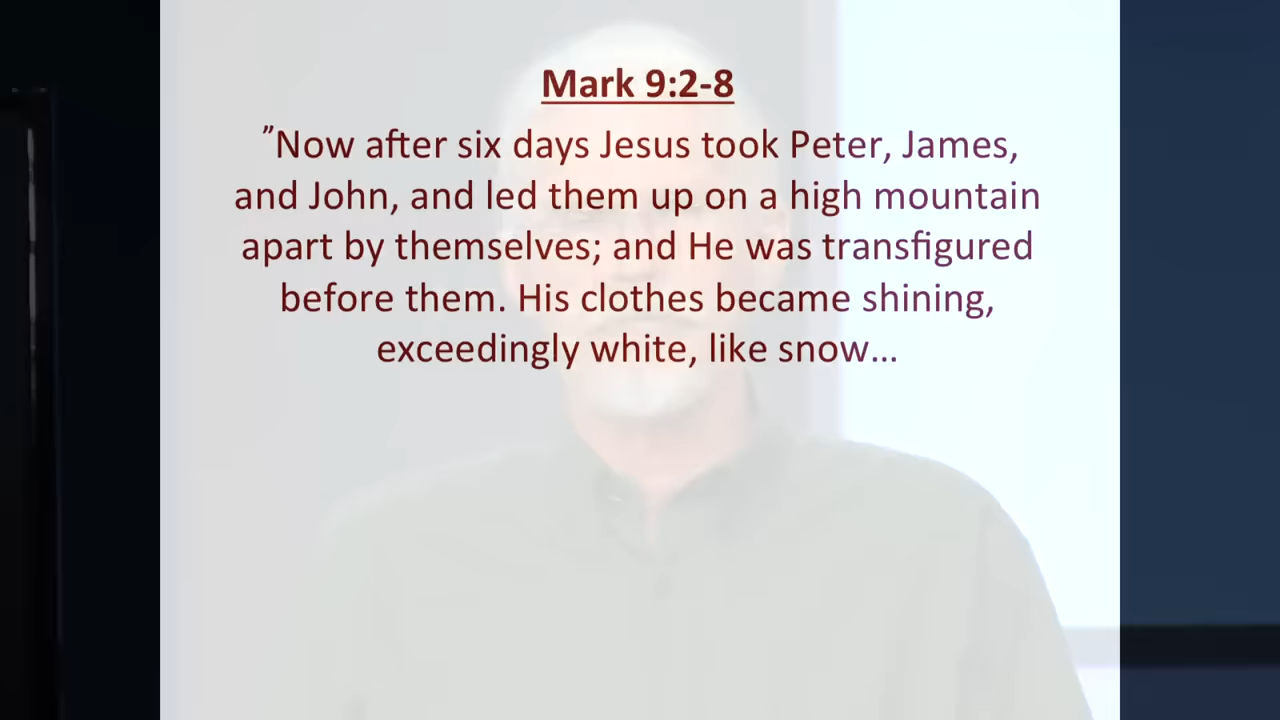 Mark 9:2-8
"Now after six days Jesus took Peter, James,
and John, and led them up on a high mountain
apart by themselves; and He was transfigured
before them. His clothes became shining,
exceedingly white, like snow…